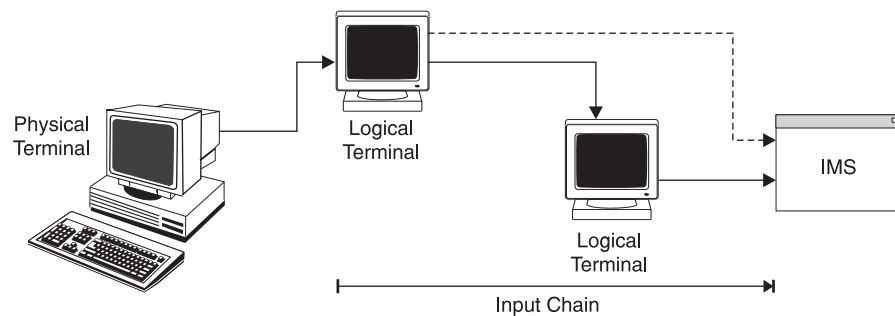 Physical
Terminal
Logical
Terminal
Logical
Terminal
IMS
Input Chain